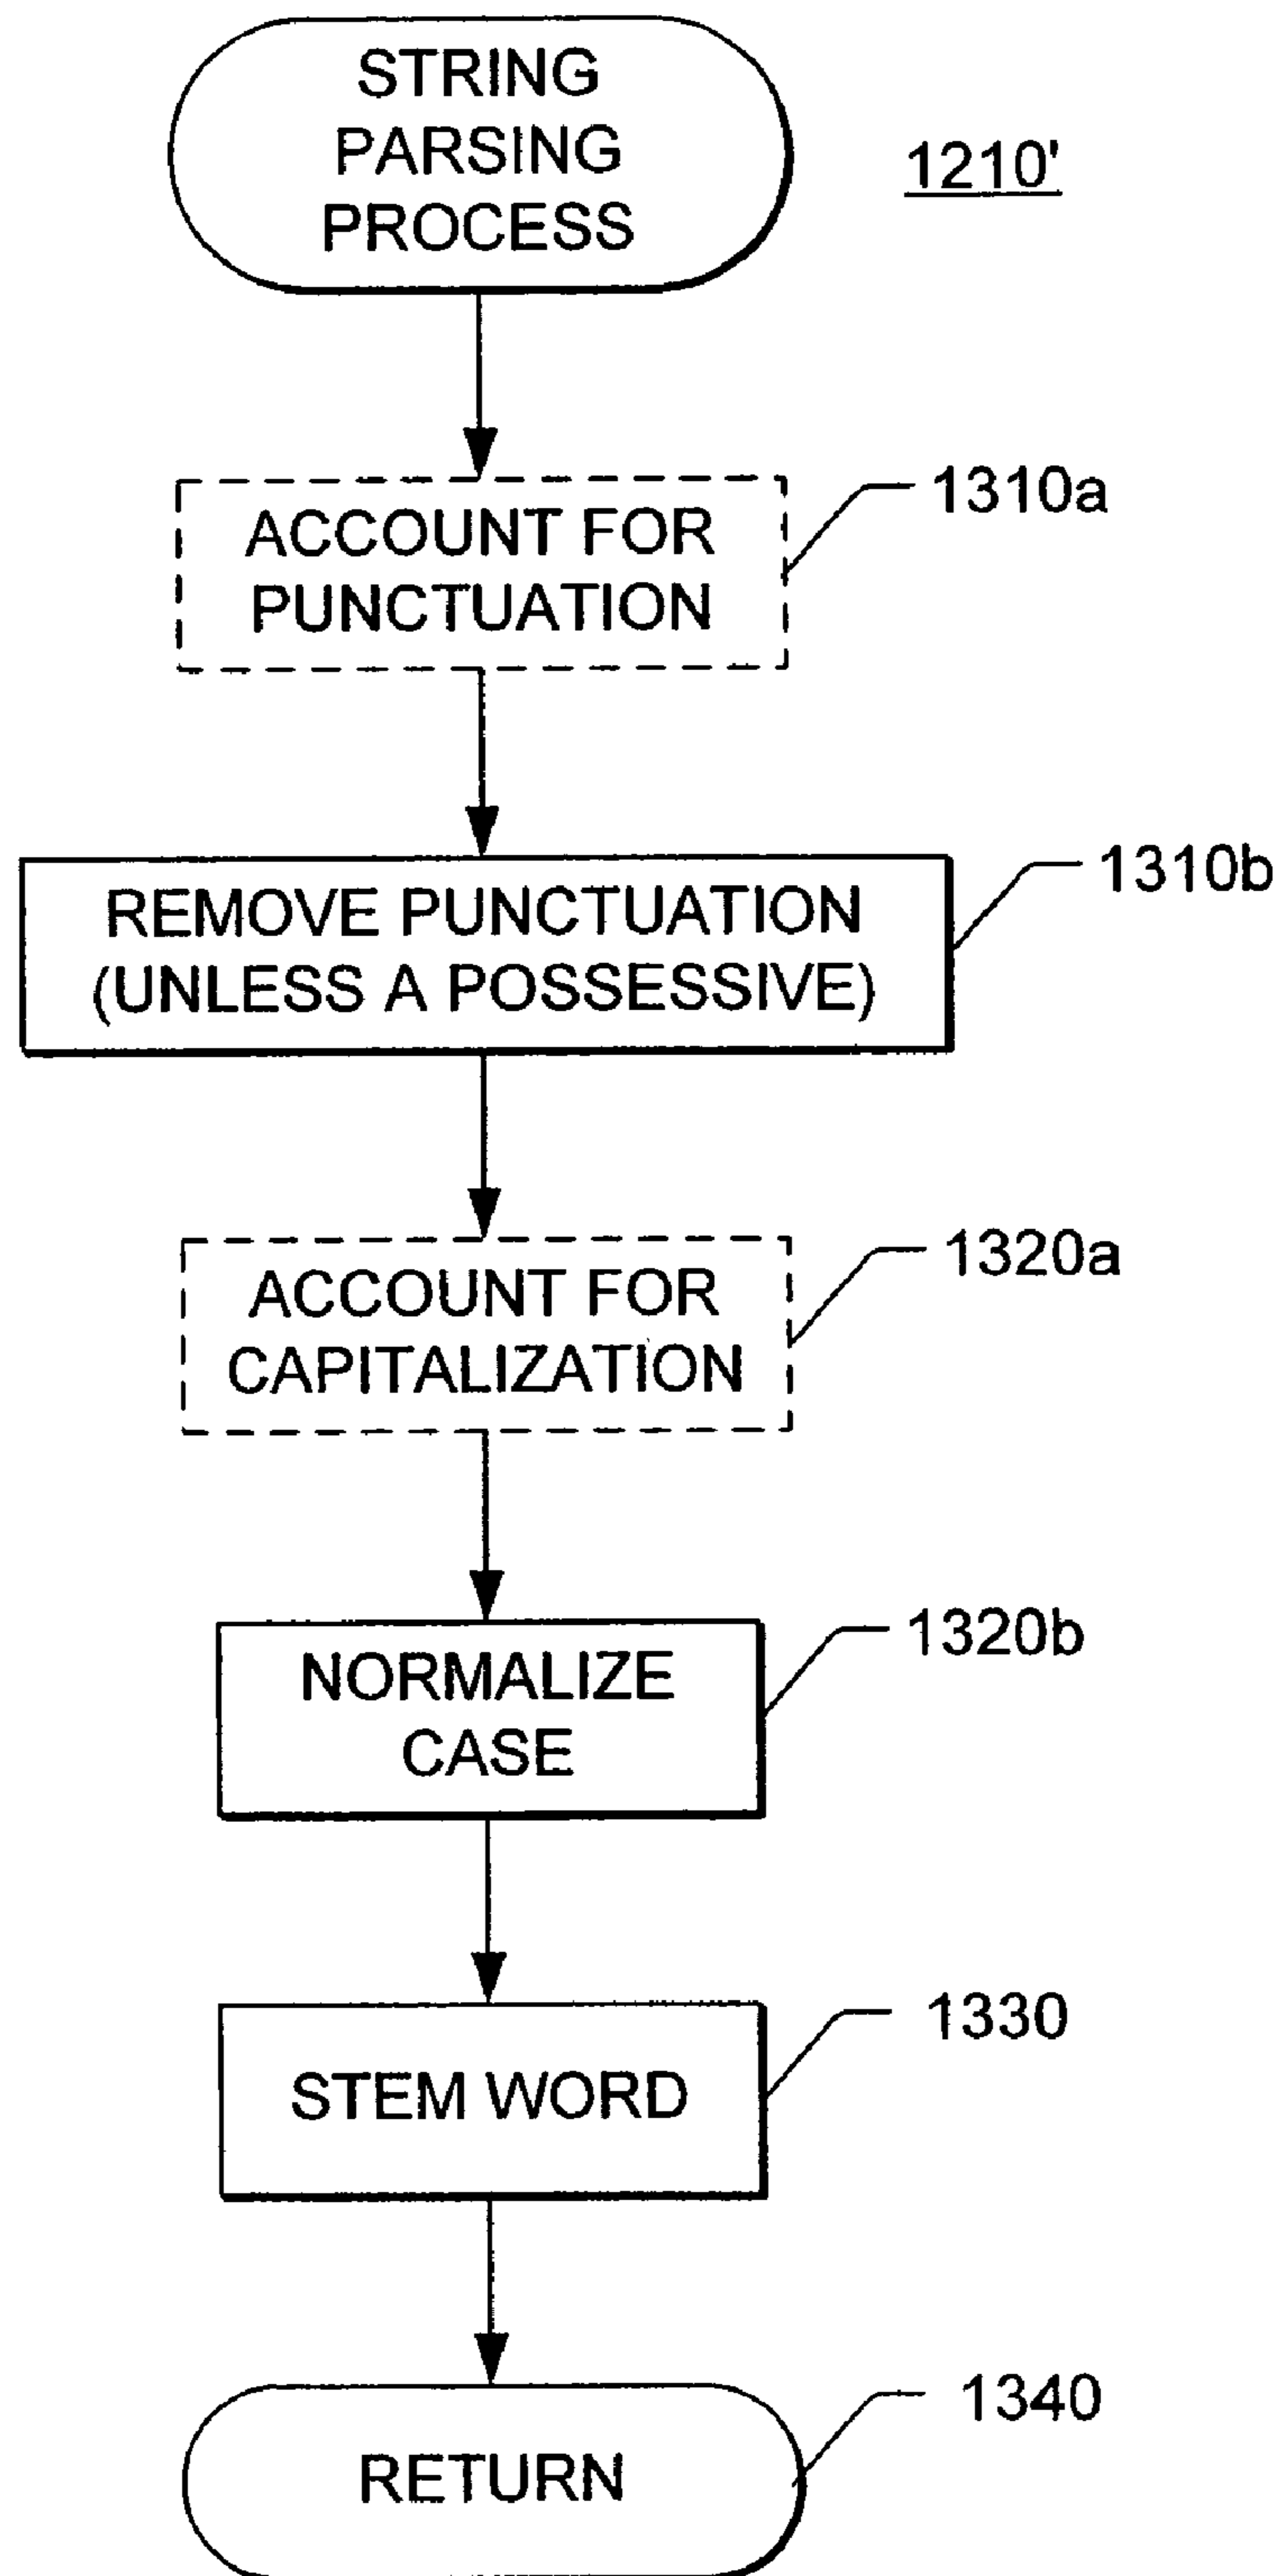 STRING
PARSING
PROCESS
1210'
1310a
ACCOUNT FOR
PUNCTUATION
1310b
REMOVE PUNCTUATION
(UNLESS A POSSESSIVE)
1320a
ACCOUNT FOR
CAPITALIZATION
1320b
NORMALIZE
CASE
1330
STEM WORD
1340
RETURN